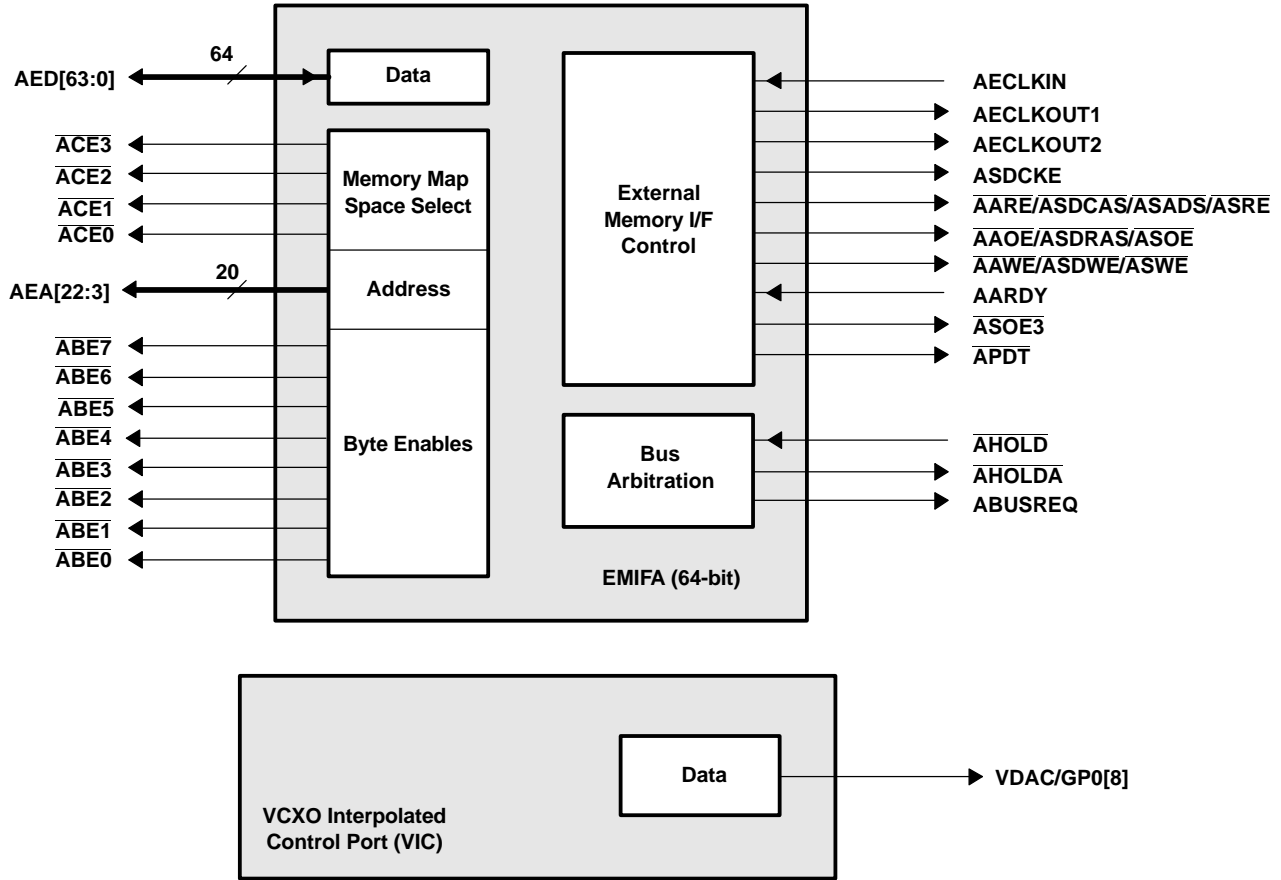 64
AED[63:0]
Data
ACE3
ACE2
ACE1
ACE0
Memory Map
Space Select
20
AEA[22:3]
Address
ABE7
ABE6
ABE5
ABE4
ABE3
ABE2
ABE1
ABE0
Byte Enables
External
Memory I/F
Control
AECLKIN
AECLKOUT1
AECLKOUT2
ASDCKE
AARE/ASDCAS/ASADS/ASRE
AAOE/ASDRAS/ASOE
AAWE/ASDWE/ASWE
AARDY
ASOE3
APDT
Bus
Arbitration
AHOLD
AHOLDA
ABUSREQ
EMIFA (64-bit)
Data
VDAC/GP0[8]
VCXO Interpolated
Control Port (VIC)